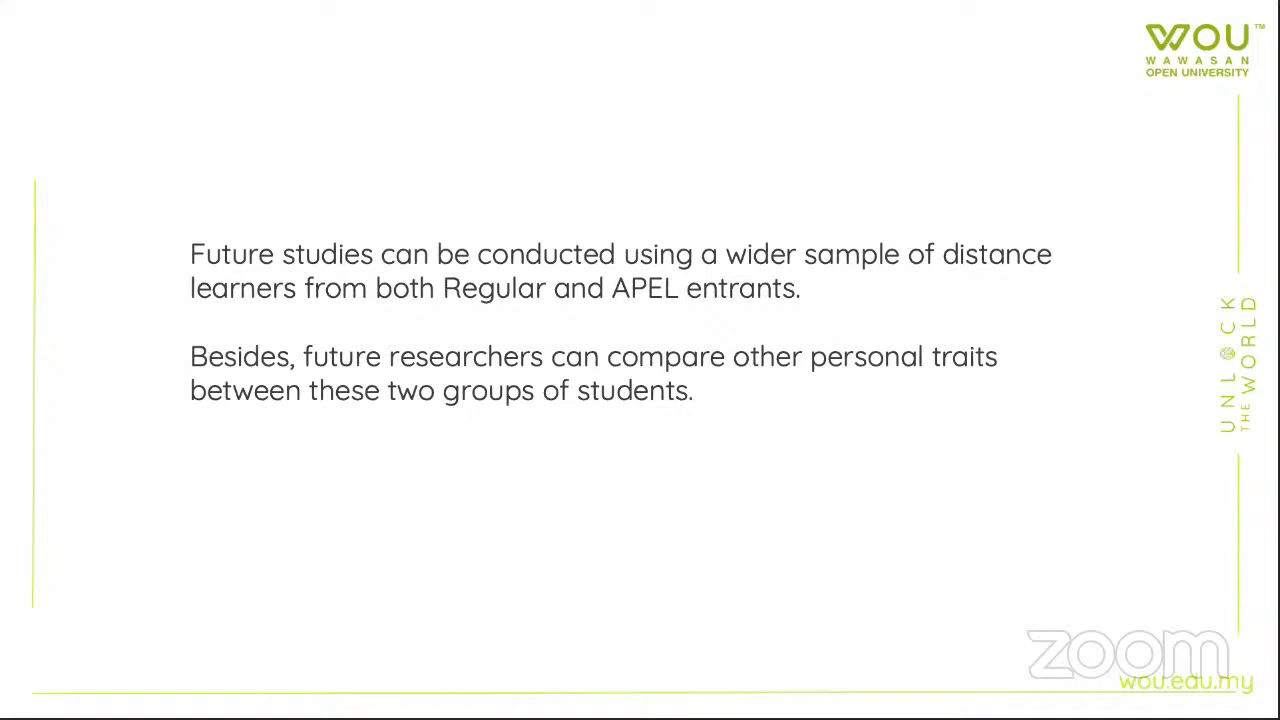 WOU™
WAWASAN
OPEN UNIVERSITY
Future studies can be conducted using a wider sample of distance
learners from both Regular and APEL entrants.
Besides, future researchers can compare other personal traits
between these two groups of students.
UNLOCK
THE WORLD
zoom
wou.edu.my